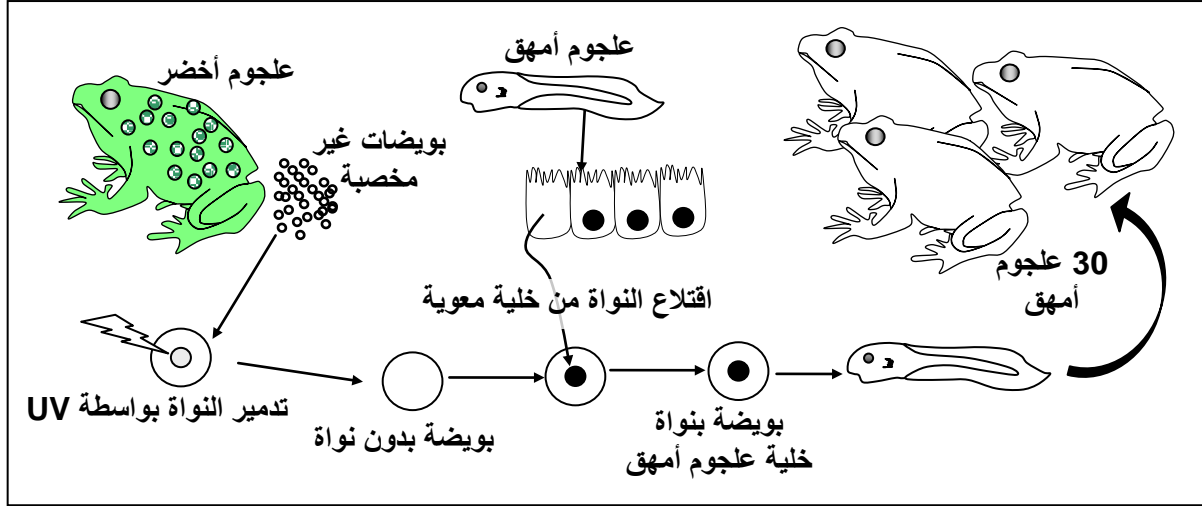 علجوم أخضر
علجوم أمهق
بويضات غير
مخصبة
30 علجوم
أمهق
اقتلاع النواة من خلية معوية
تدمير النواة بواسطة UV
بويضة بدون نواة
بويضة بنواة
خلية علجوم أمهق